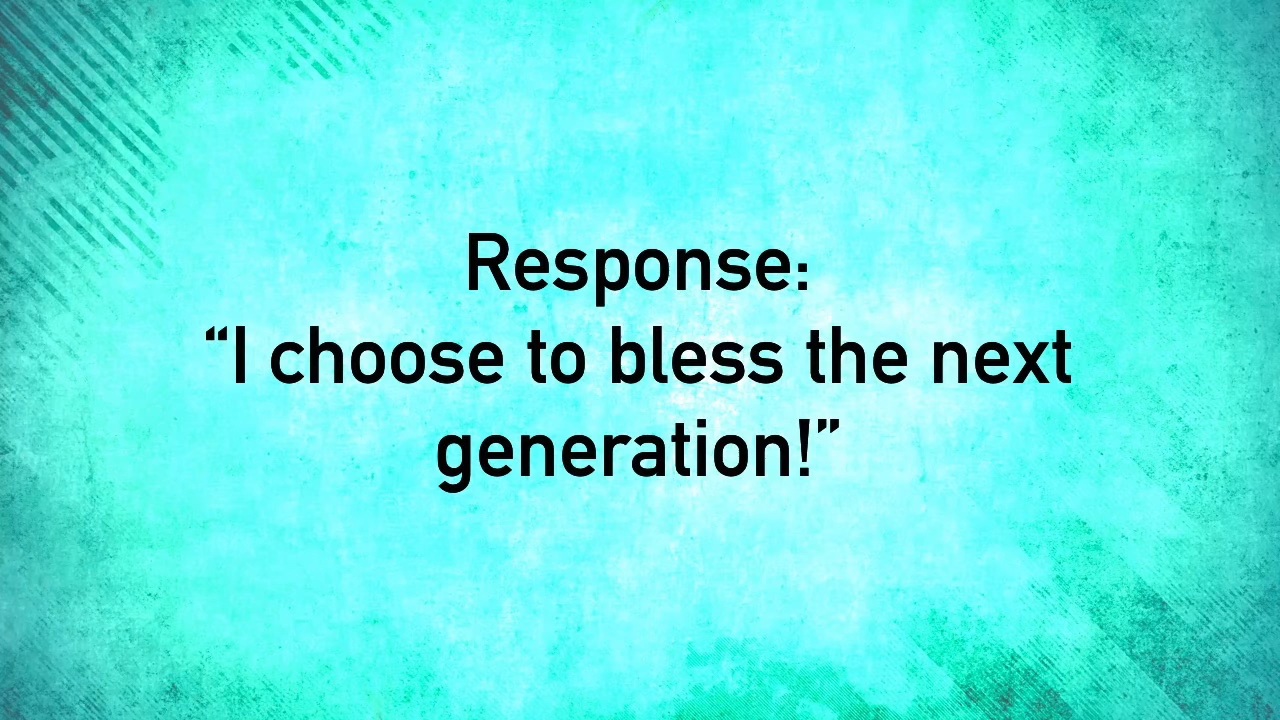 Response:
“I choose to bless the next
generation!”